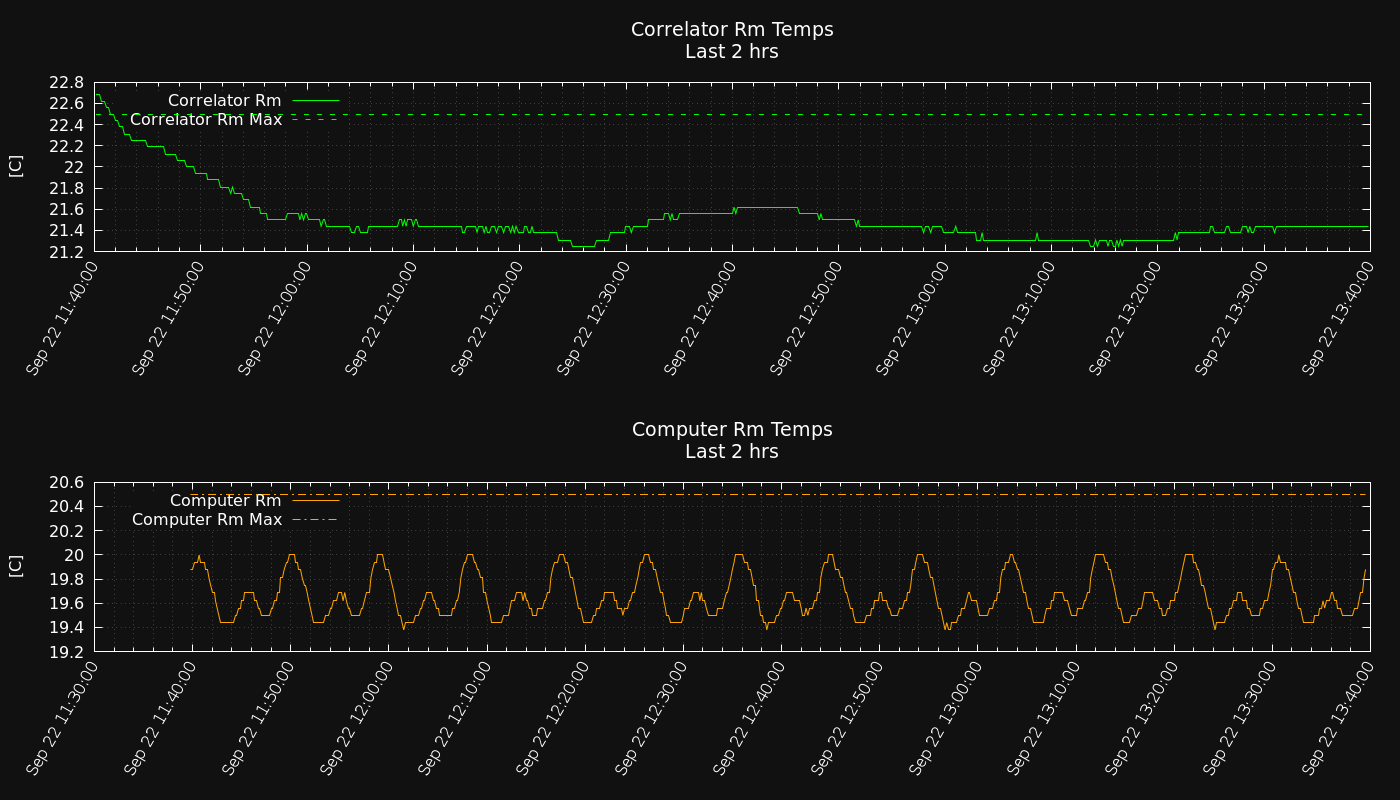 Correlator Rm Temps
Last 2 hrs
22.8
22.6
22.4
22.2
22
21.8
21.6
21.4
21.2
[C]
Correlator Rm
Correlator Rm Max
Sep 22 11:40:00
Sep 22 11:50:00
Sep 22 12:00:00
Sep 22 12:10:00
Sep 22 12:20:00
Sep 22 12:30:00
Sep 22 12:40:00
Sep 22 12:50:00
Sep 22 13:00:00
Sep 22 13:10:00
Sep 22 13:20:00
Sep 22 13:30:00
Sep 22 13:40:00
Computer Rm Temps
Last 2 hrs
20.6
20.4
20.2
20
19.8
19.6
19.4
19.2
[C]
Computer Rm
Computer Rm Max
Sep 22 11:30:00
Sep 22 11:40:00
Sep 22 11:50:00
Sep 22 12:00:00
Sep 22 12:10:00
Sep 22 12:20:00
Sep 22 12:30:00
Sep 22 12:40:00
Sep 22 12:50:00
Sep 22 13:00:00
Sep 22 13:10:00
Sep 22 13:20:00
Sep 22 13:30:00
Sep 22 13:40:00